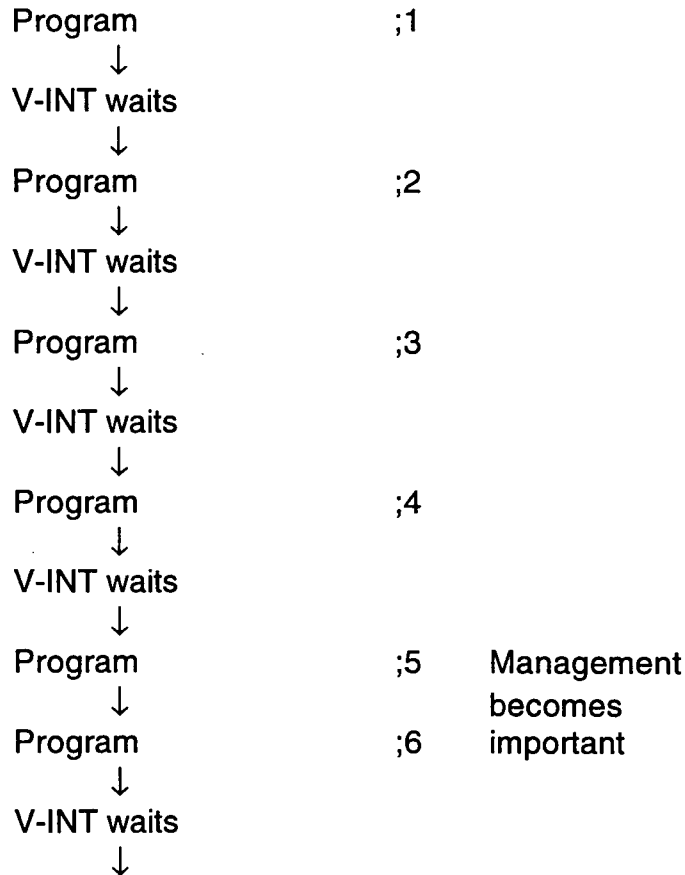 Program ;1
↓
V-INT waits
↓
Program ;2
↓
V-INT waits
↓
Program ;3
↓
V-INT waits
↓
Program ;4
↓
V-INT waits
↓
Program ;5 Management
↓ becomes
Program ;6 important
↓
V-INT waits
↓